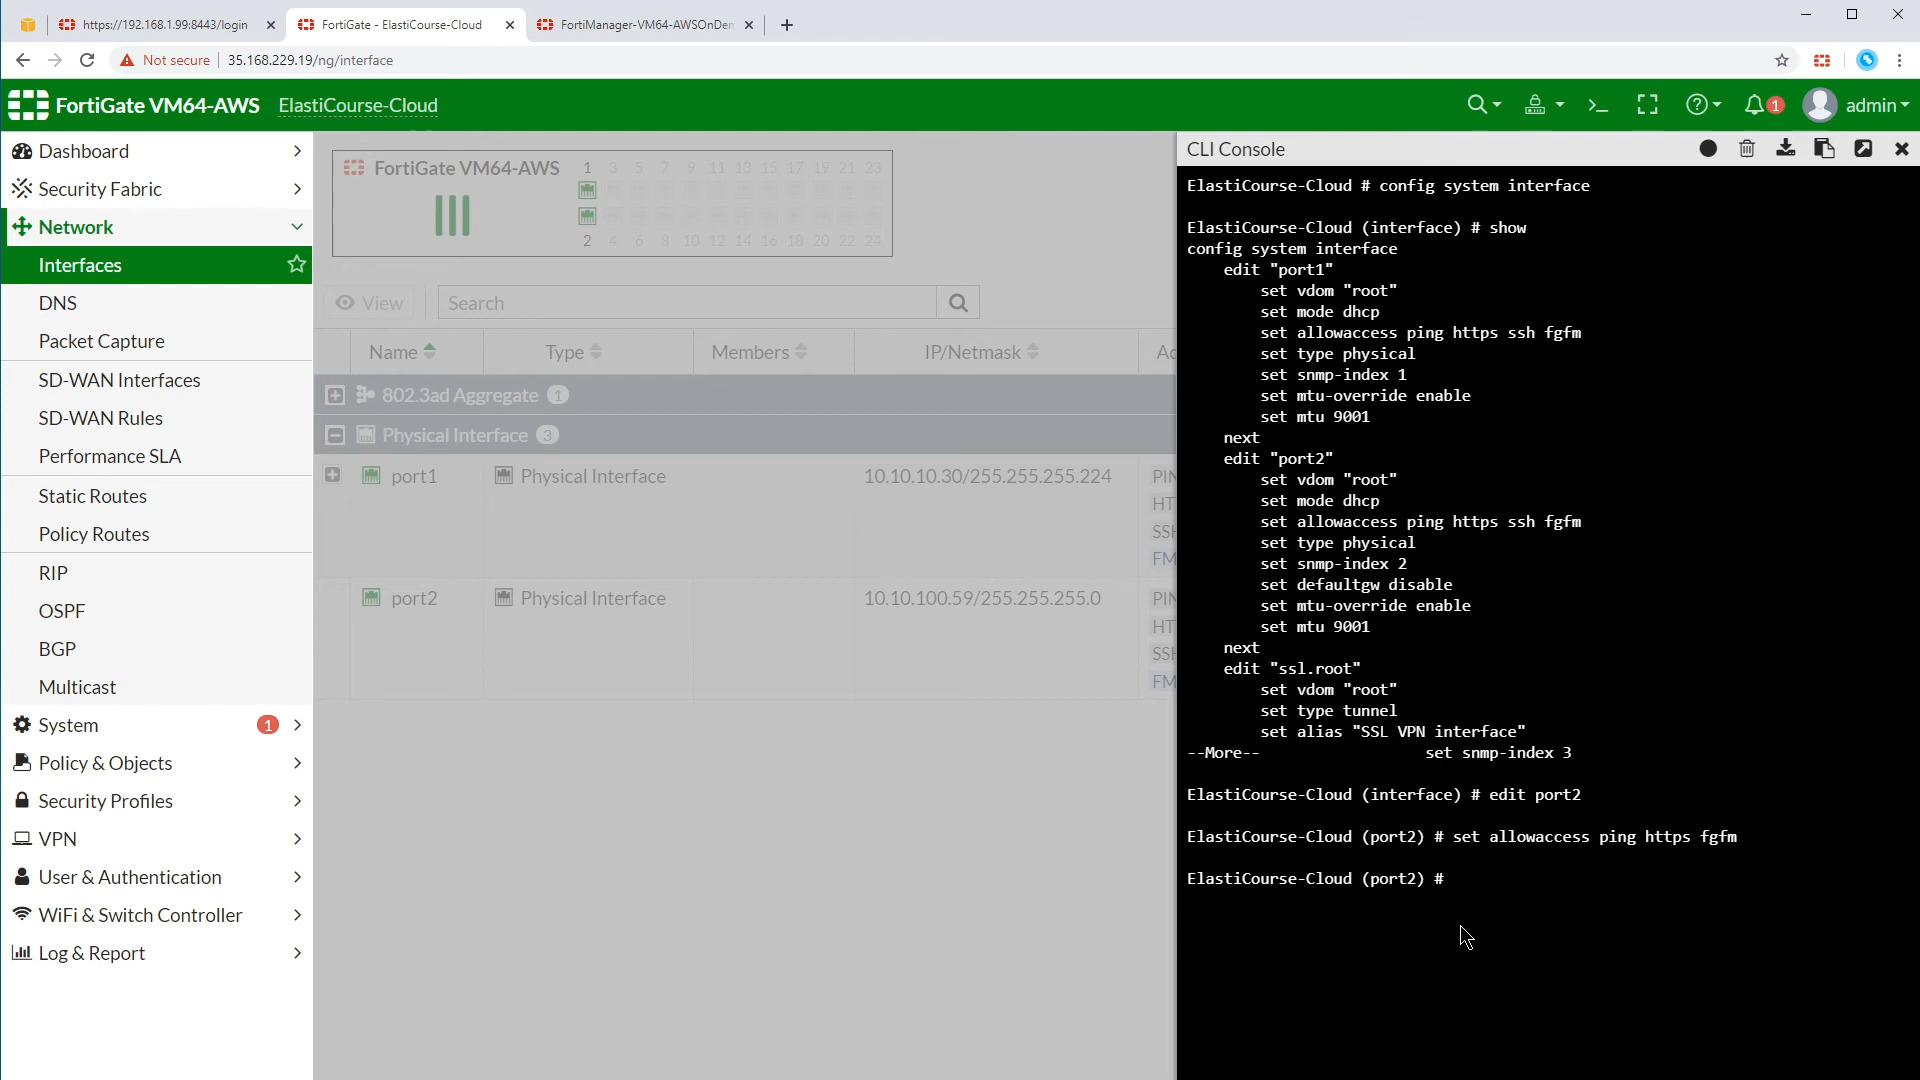 https://192.168.1.99:8443/login
FortiGate - ElastiCourse-Cloud
FortiManager-VM64-AWSOnDem
Not secure
35.168.229.19/ng/interface
FortiGate VM64-AWS
ElastiCourse-Cloud
1
admin
Dashboard
Security Fabric
Network
Interfaces
DNS
Packet Capture
SD-WAN Interfaces
SD-WAN Rules
Performance SLA
Static Routes
Policy Routes
RIP
OSPF
BGP
Multicast
System
1
Policy & Objects
Security Profiles
VPN
User & Authentication
WiFi & Switch Controller
Log & Report
FortiGate VM64-AWS
1 3 5 7 9 11 13 15 17 19 21 23
2 4 6 8 10 12 14 16 18 20 22 24
View
Search
Name Type Members IP/Netmask Ac
802.3ad Aggregate 1
Physical Interface 3
port1 Physical Interface 10.10.10.30/255.255.255.224 PIN
HT
SSH
FM
port2 Physical Interface 10.10.100.59/255.255.255.0 PIN
HT
SSH
FM
CLI Console
ElastiCourse-Cloud # config system interface
ElastiCourse-Cloud (interface) # show
config system interface
edit "port1"
set vdom "root"
set mode dhcp
set allowaccess ping https ssh fgfm
set type physical
set snmp-index 1
set mtu-override enable
set mtu 9001
next
edit "port2"
set vdom "root"
set mode dhcp
set allowaccess ping https ssh fgfm
set type physical
set snmp-index 2
set defaultgw disable
set mtu-override enable
set mtu 9001
next
edit "ssl.root"
set vdom "root"
set type tunnel
set alias "SSL VPN interface"
--More-- set snmp-index 3
ElastiCourse-Cloud (interface) # edit port2
ElastiCourse-Cloud (port2) # set allowaccess ping https fgfm
ElastiCourse-Cloud (port2) #